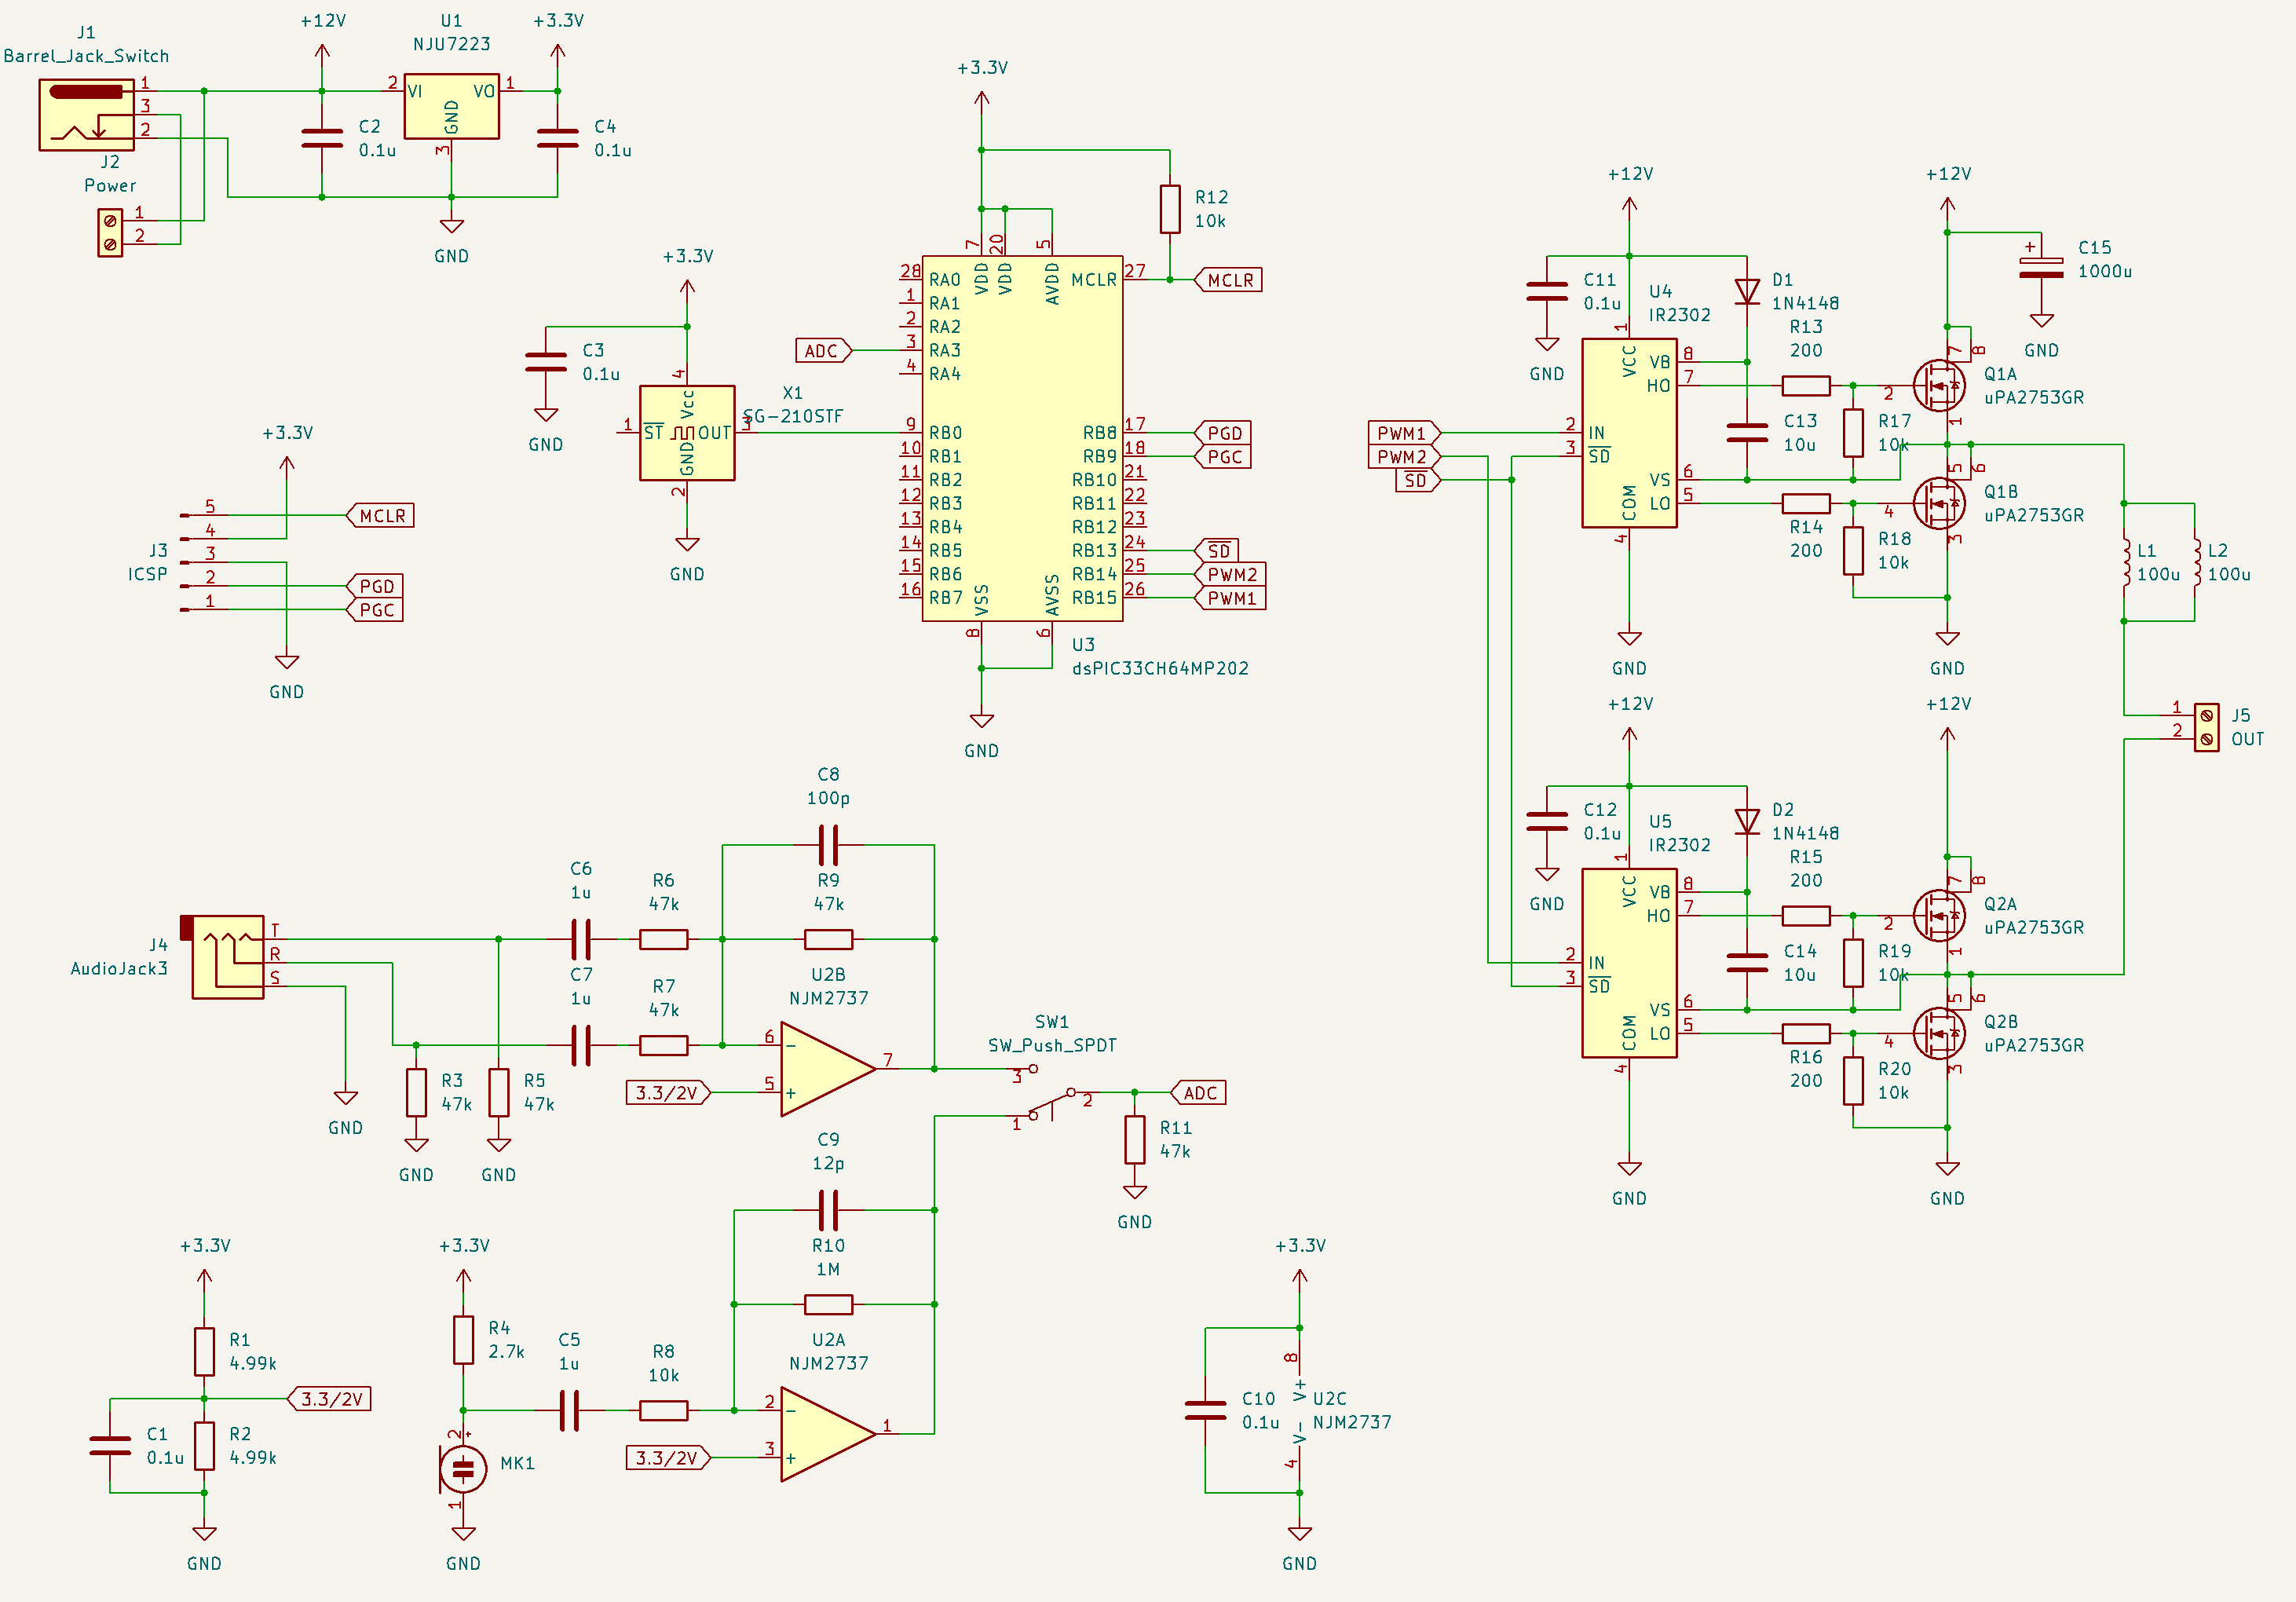 J1
Barrel_Jack_Switch
1
3
2
J2
Power
1
2
+12V
C2
0.1u
U1
NJU7223
2
VI
VO
1
GND
3
GND
+3.3V
C4
0.1u
+3.3V
R12
10k
7
20
5
VDD
VDD
AVDD
28
RA0
1
RA1
2
RA2
ADC
3
RA3
4
RA4
9
RB0
10
RB1
11
RB2
12
RB3
13
RB4
14
RB5
15
RB6
16
RB7
MCLR
27
MCLR
RB8
17
PGD
RB9
18
PGC
RB10
21
RB11
22
RB12
23
RB13
24
SD
RB14
25
PWM2
RB15
26
PWM1
VSS
AVSS
8
6
U3
dsPIC33CH64MP202
GND
+3.3V
C3
0.1u
GND
X1
SG-210STF
4
Vcc
1
ST
OUT
3
GND
2
GND
+3.3V
J3
ICSP
5
MCLR
4
3
2
PGD
1
PGC
GND
+12V
C11
0.1u
GND
U4
IR2302
1
VCC
VB
8
HO
7
PWM1
PWM2
SD
2
IN
3
SD
VS
6
LO
5
COM
4
GND
D1
1N4148
R13
200
C13
10u
R17
10k
R14
200
R18
10k
+12V
C15
1000u
GND
+
7
8
2
Q1A
uPA2753GR
1
5
6
4
Q1B
uPA2753GR
3
GND
L1
100u
L2
100u
1
2
J5
OUT
+12V
C12
0.1u
GND
U5
IR2302
1
VCC
VB
8
HO
7
2
IN
3
SD
VS
6
LO
5
COM
4
GND
D2
1N4148
R15
200
C14
10u
R19
10k
R16
200
R20
10k
+12V
7
8
2
Q2A
uPA2753GR
1
5
6
4
Q2B
uPA2753GR
3
GND
J4
AudioJack3
T
R
S
GND
R3
47k
GND
R5
47k
GND
C6
1u
R6
47k
C7
1u
R7
47k
C8
100p
R9
47k
U2B
NJM2737
6
-
3.3/2V
5
+
7
SW1
SW_Push_SPDT
3
2
1
ADC
R11
47k
GND
C9
12p
R10
1M
U2A
NJM2737
2
-
3.3/2V
3
+
1
+3.3V
R1
4.99k
3.3/2V
C1
0.1u
R2
4.99k
GND
+3.3V
R4
2.7k
C5
1u
R8
10k
2
+
MK1
1
GND
+3.3V
8
V+
C10
0.1u
U2C
NJM2737
V-
4
GND